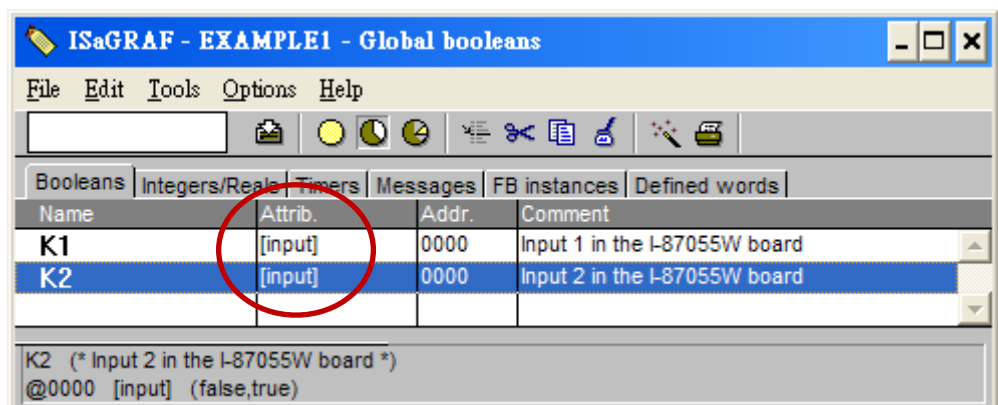 ISaGRAF - EXAMPLE1 - Global booleans
File Edit Tools Options Help
Booleans Integers/Reals Timers Messages FB instances Defined words
Name Attrib. Addr. Comment
K1 [input] 0000 Input 1 in the I-87055W board
K2 [input] 0000 Input 2 in the I-87055W board
K2 (* Input 2 in the I-87055W board *)
@0000 [input] (false,true)